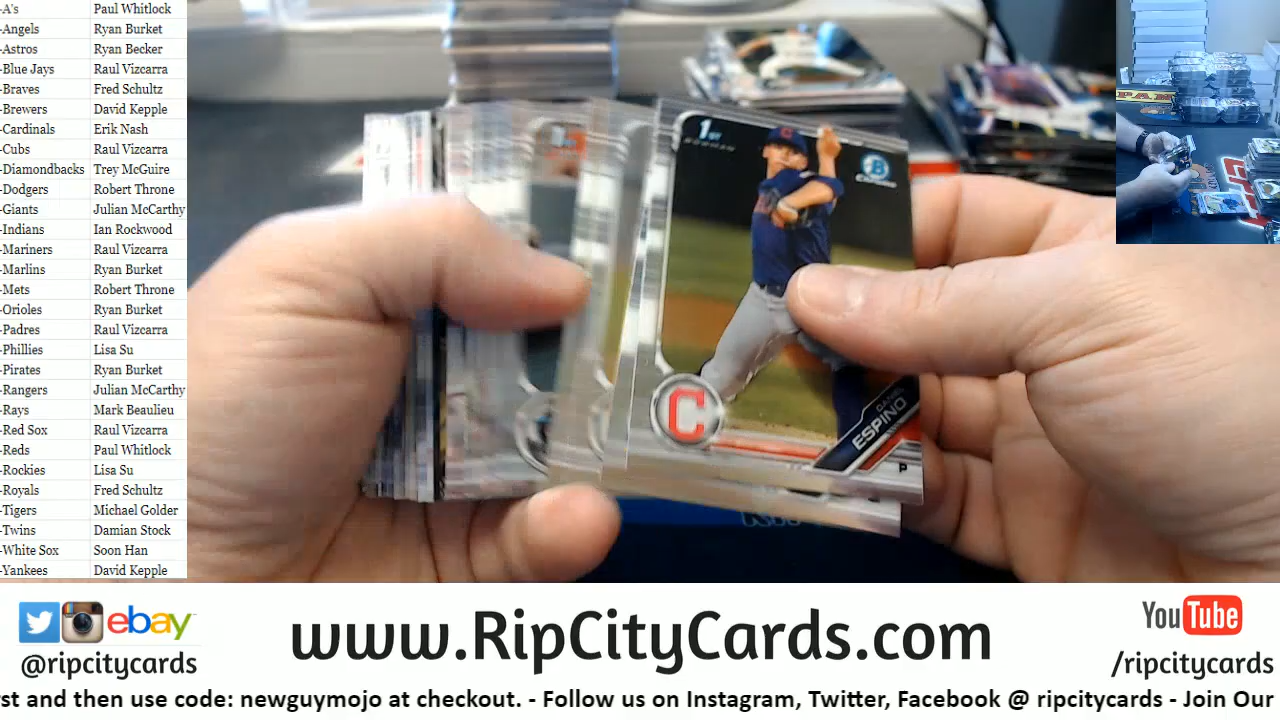 -A's Paul Whitlock
-Angels Ryan Burket
-Astros Ryan Becker
-Blue Jays Raul Vizcarra
-Braves Fred Schultz
-Brewers David Kepple
-Cardinals Erik Nash
-Cubs Raul Vizcarra
-Diamondbacks Trey McGuire
-Dodgers Robert Throne
-Giants Julian McCarthy
-Indians Ian Rockwood
-Mariners Raul Vizcarra
-Marlins Ryan Burket
-Mets Robert Throne
-Orioles Ryan Burket
-Padres Raul Vizcarra
-Phillies Lisa Su
-Pirates Ryan Burket
-Rangers Julian McCarthy
-Rays Mark Beaulieu
-Red Sox Raul Vizcarra
-Reds Paul Whitlock
-Rockies Lisa Su
-Royals Fred Schultz
-Tigers Michael Golder
-Twins Damian Stock
-White Sox Soon Han
-Yankees David Kepple
1ST
BOWMAN
B
Chrome
C
DANIEL
ESPINO
P
ebay
@ripcitycards
www.RipCityCards.com
YouTube
/ripcitycards
rst and then use code: newguymojo at checkout. - Follow us on Instagram, Twitter, Facebook @ ripcitycards - Join Our